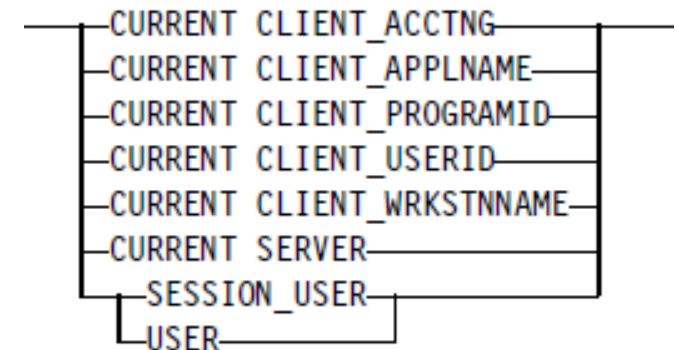 CURRENT CLIENT_ACCTNG
CURRENT CLIENT_APPLNAME
CURRENT CLIENT_PROGRAMID
CURRENT CLIENT_USERID
CURRENT CLIENT_WRKSTNNAME
CURRENT SERVER
SESSION_USER
USER